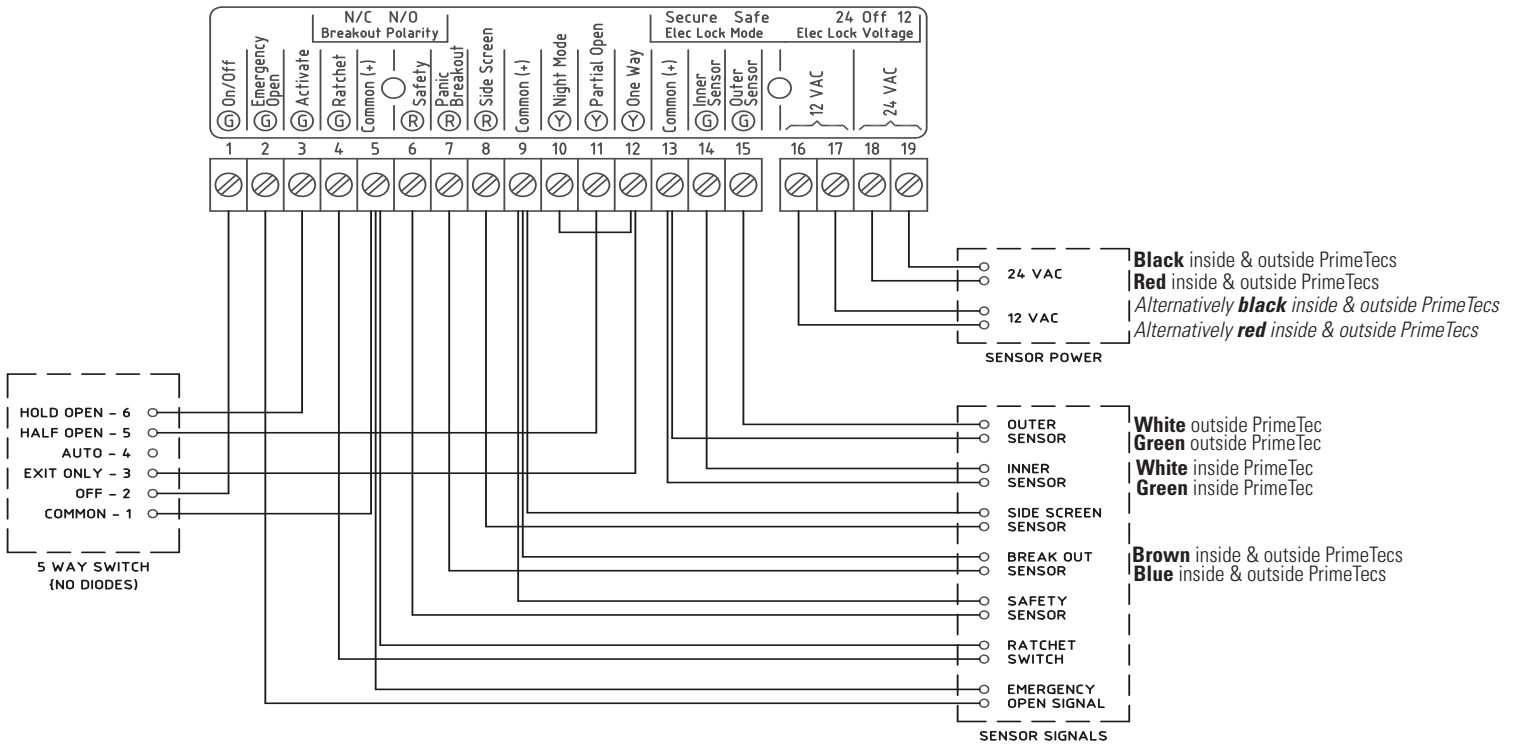 N/C N/O
Breakout Polarity
Secure Safe
Elec Lock Mode
24 Off 12
Elec Lock Voltage
G On/Off
G Emergency
Open
G Activate
G Ratchet
Common (+)
R Safety
R Panic
Breakout
R Side Screen
Common (+)
Y Night Mode
Y Partial Open
Y One Way
Common (+)
G Inner
Sensor
G Outer
Sensor
12 VAC
24 VAC
1 2 3 4 5 6 7 8 9 10 11 12 13 14 15 16 17 18 19
24 VAC
12 VAC
SENSOR POWER
Black inside & outside PrimeTecs
Red inside & outside PrimeTecs
Alternatively black inside & outside PrimeTecs
Alternatively red inside & outside PrimeTecs
HOLD OPEN - 6
HALF OPEN - 5
AUTO - 4
EXIT ONLY - 3
OFF - 2
COMMON - 1
5 WAY SWITCH
(NO DIODES)
OUTER
SENSOR
INNER
SENSOR
SIDE SCREEN
SENSOR
BREAK OUT
SENSOR
SAFETY
SENSOR
RATCHET
SWITCH
EMERGENCY
OPEN SIGNAL
SENSOR SIGNALS
White outside PrimeTec
Green outside PrimeTec
White inside PrimeTec
Green inside PrimeTec
Brown inside & outside PrimeTecs
Blue inside & outside PrimeTecs